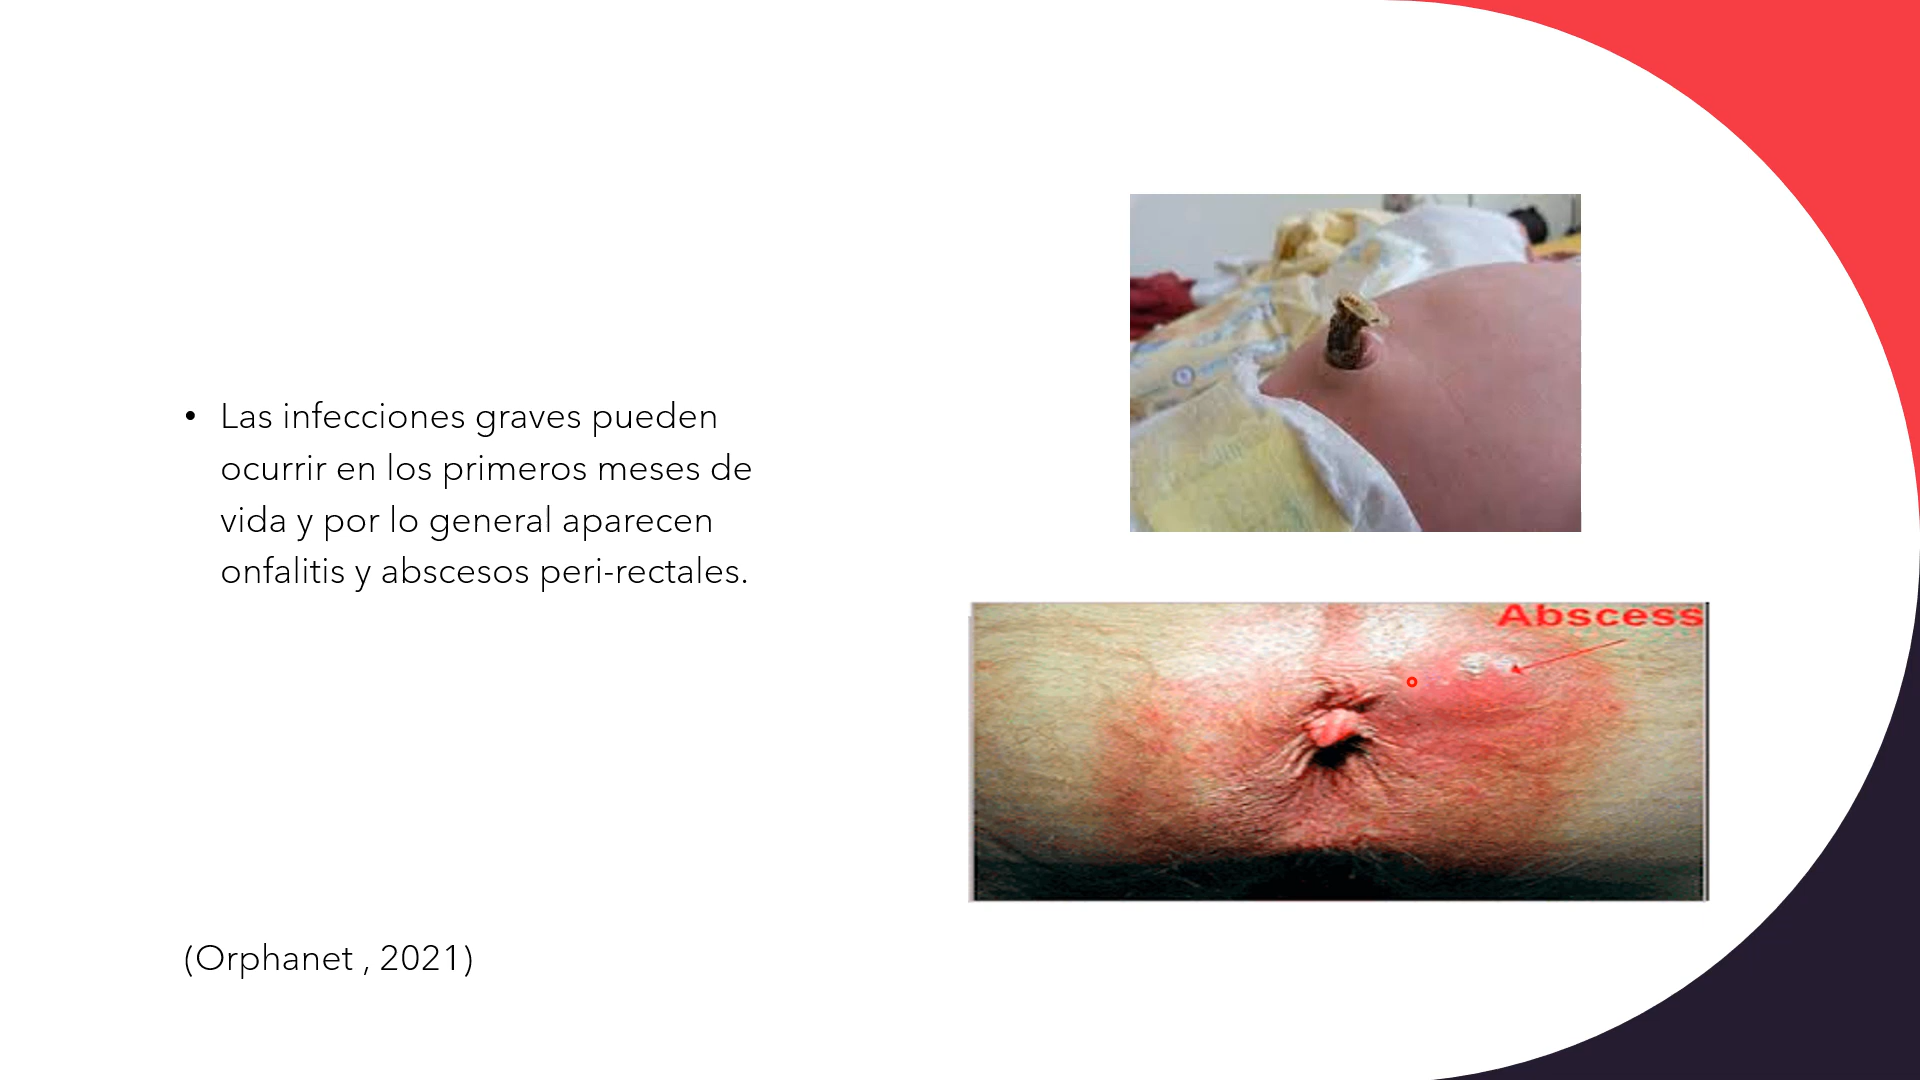 • Las infecciones graves pueden
ocurrir en los primeros meses de
vida y por lo general aparecen
onfalitis y abscesos peri-rectales.
Abscess
(Orphanet , 2021)